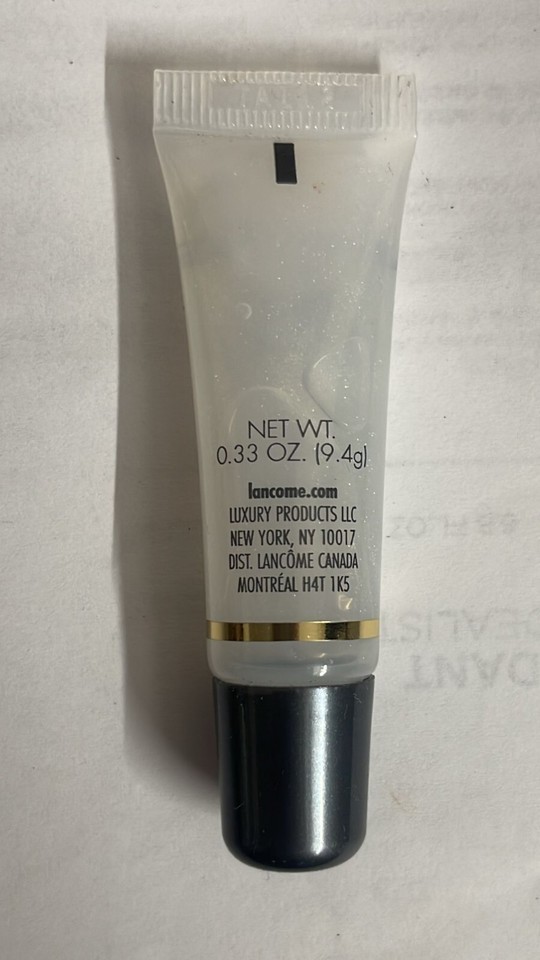 NET WT.
0.33 OZ. (9.4g)
lancome.com
LUXURY PRODUCTS LLC
NEW YORK, NY 10017
DIST. LANCÔME CANADA
MONTRÉAL H4T 1K5